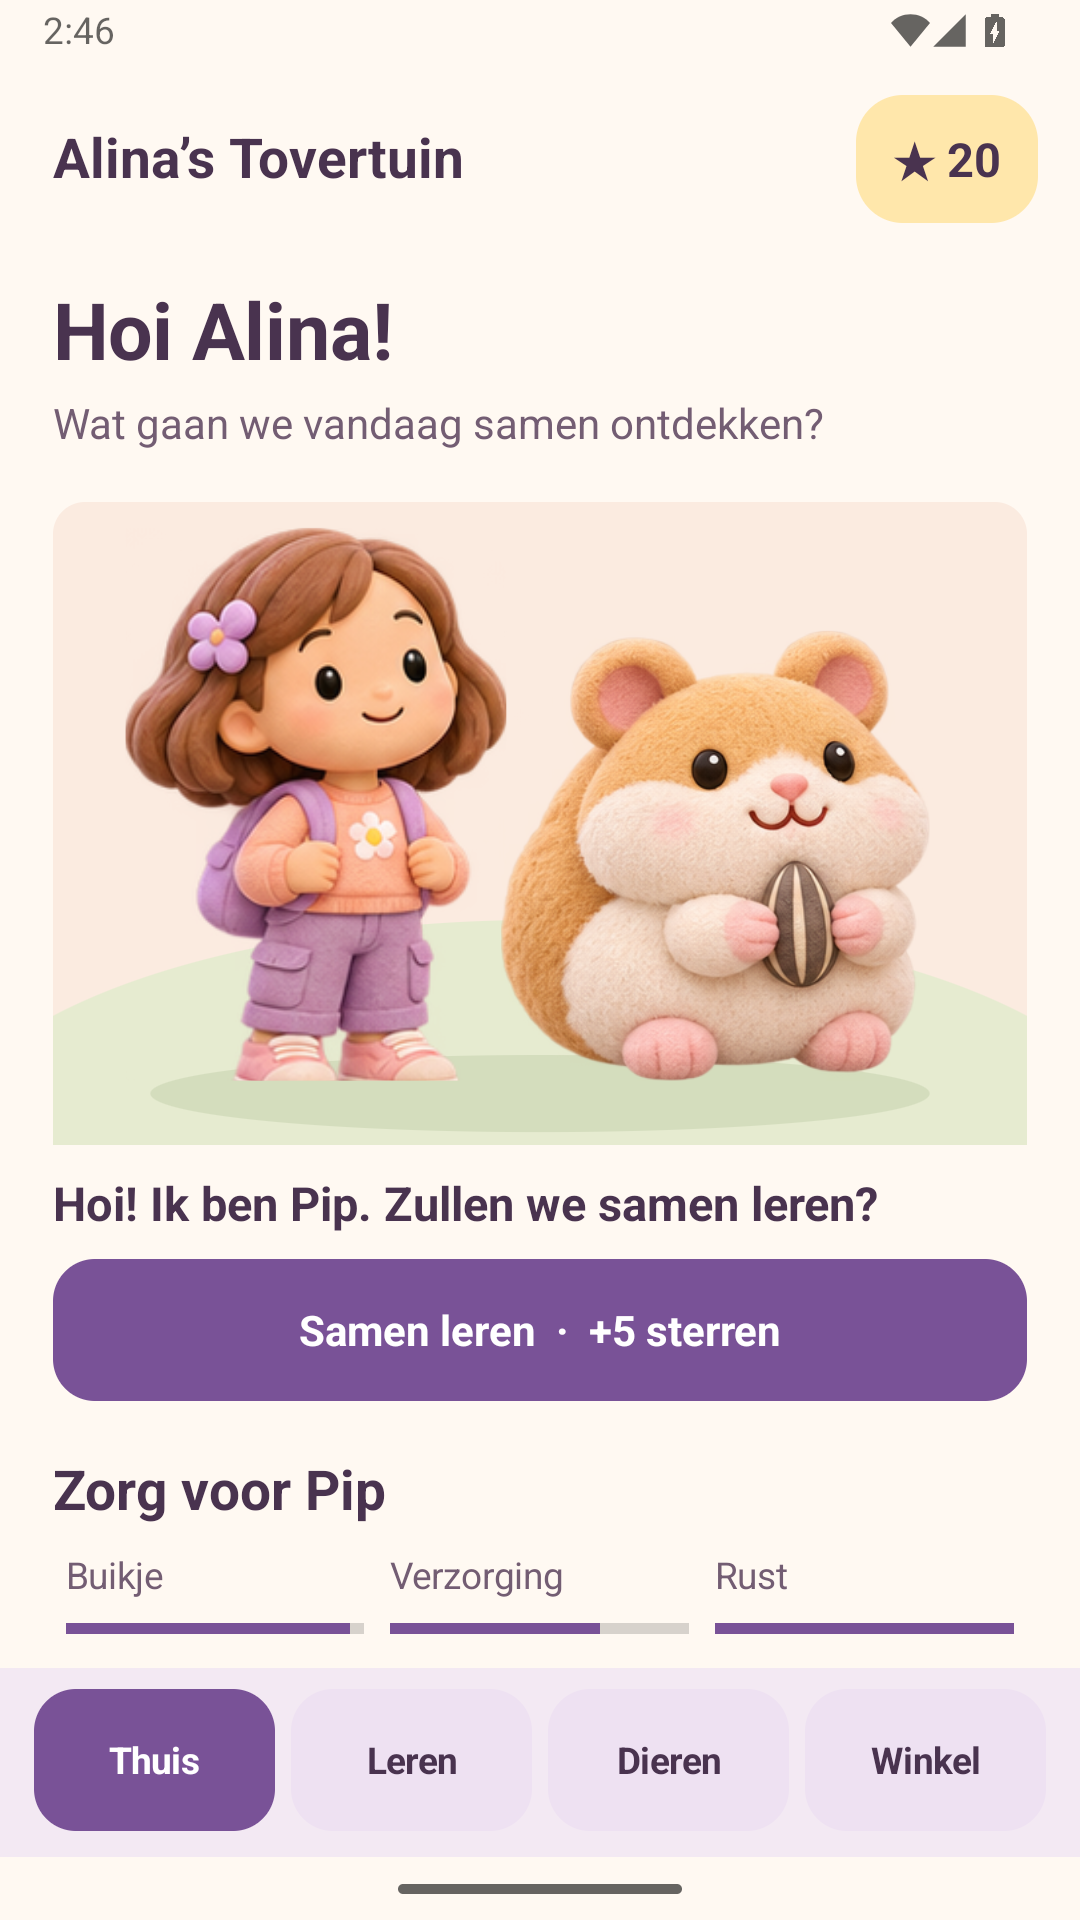 2:46
Alina’s Tovertuin
★ 20
Hoi Alina!
Wat gaan we vandaag samen ontdekken?
Hoi! Ik ben Pip. Zullen we samen leren?
Samen leren · +5 sterren
Zorg voor Pip
Buikje Verzorging Rust
Thuis Leren Dieren Winkel